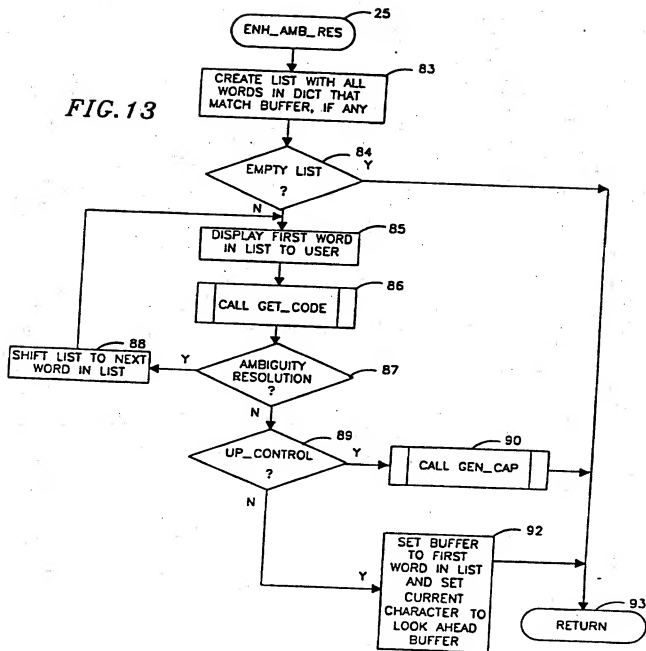 ENH_AMB_RES
25
83
CREATE LIST WITH ALL
WORDS IN DICT THAT
MATCH BUFFER, IF ANY
FIG.13
84
Y
EMPTY LIST
?
N
85
DISPLAY FIRST WORD
IN LIST TO USER
86
CALL GET_CODE
88
SHIFT LIST TO NEXT
WORD IN LIST
Y
AMBIGUITY
RESOLUTION
?
87
N
89
UP_CONTROL
?
Y
90
CALL GEN_CAP
N
92
Y
SET BUFFER
TO FIRST
WORD IN LIST
AND SET
CURRENT
CHARACTER TO
LOOK AHEAD
BUFFER
93
RETURN